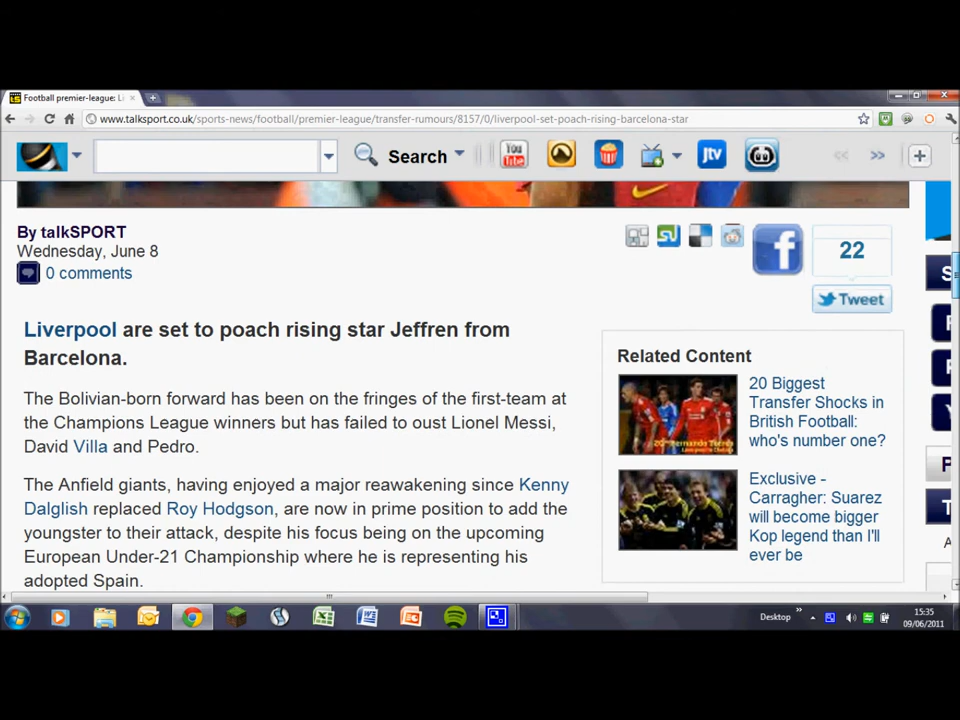 Football premier-league: Li
www.talksport.co.uk/sports-news/football/premier-league/transfer-rumours/8157/0/liverpool-set-poach-rising-barcelona-star
Search
You Tube
jtv
By talkSPORT
Wednesday, June 8
0 comments
22
Tweet
Liverpool are set to poach rising star Jeffren from
Barcelona.
The Bolivian-born forward has been on the fringes of the first-team at
the Champions League winners but has failed to oust Lionel Messi,
David Villa and Pedro.
The Anfield giants, having enjoyed a major reawakening since Kenny
Dalglish replaced Roy Hodgson, are now in prime position to add the
youngster to their attack, despite his focus being on the upcoming
European Under-21 Championship where he is representing his
adopted Spain.
Related Content
20 Biggest
Transfer Shocks in
British Football:
who's number one?
Exclusive -
Carragher: Suarez
will become bigger
Kop legend than I'll
ever be
S
P
T
A
Desktop
15:35
09/06/2011